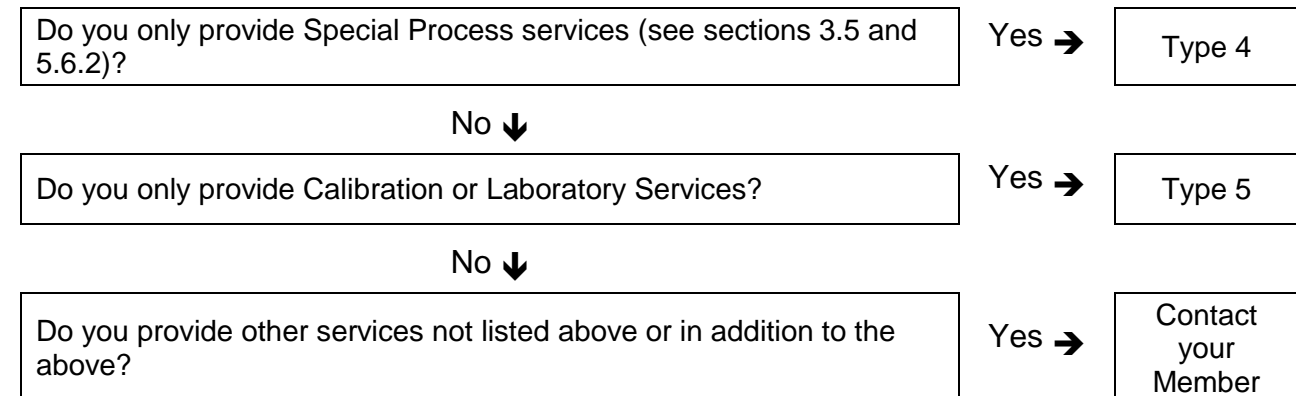 Do you only provide Special Process services (see sections 3.5 and
5.6.2)?
Yes ➔
Type 4
No 🡻
Do you only provide Calibration or Laboratory Services?
Yes ➔
Type 5
No 🡻
Do you provide other services not listed above or in addition to the
above?
Yes ➔
Contact
your
Member